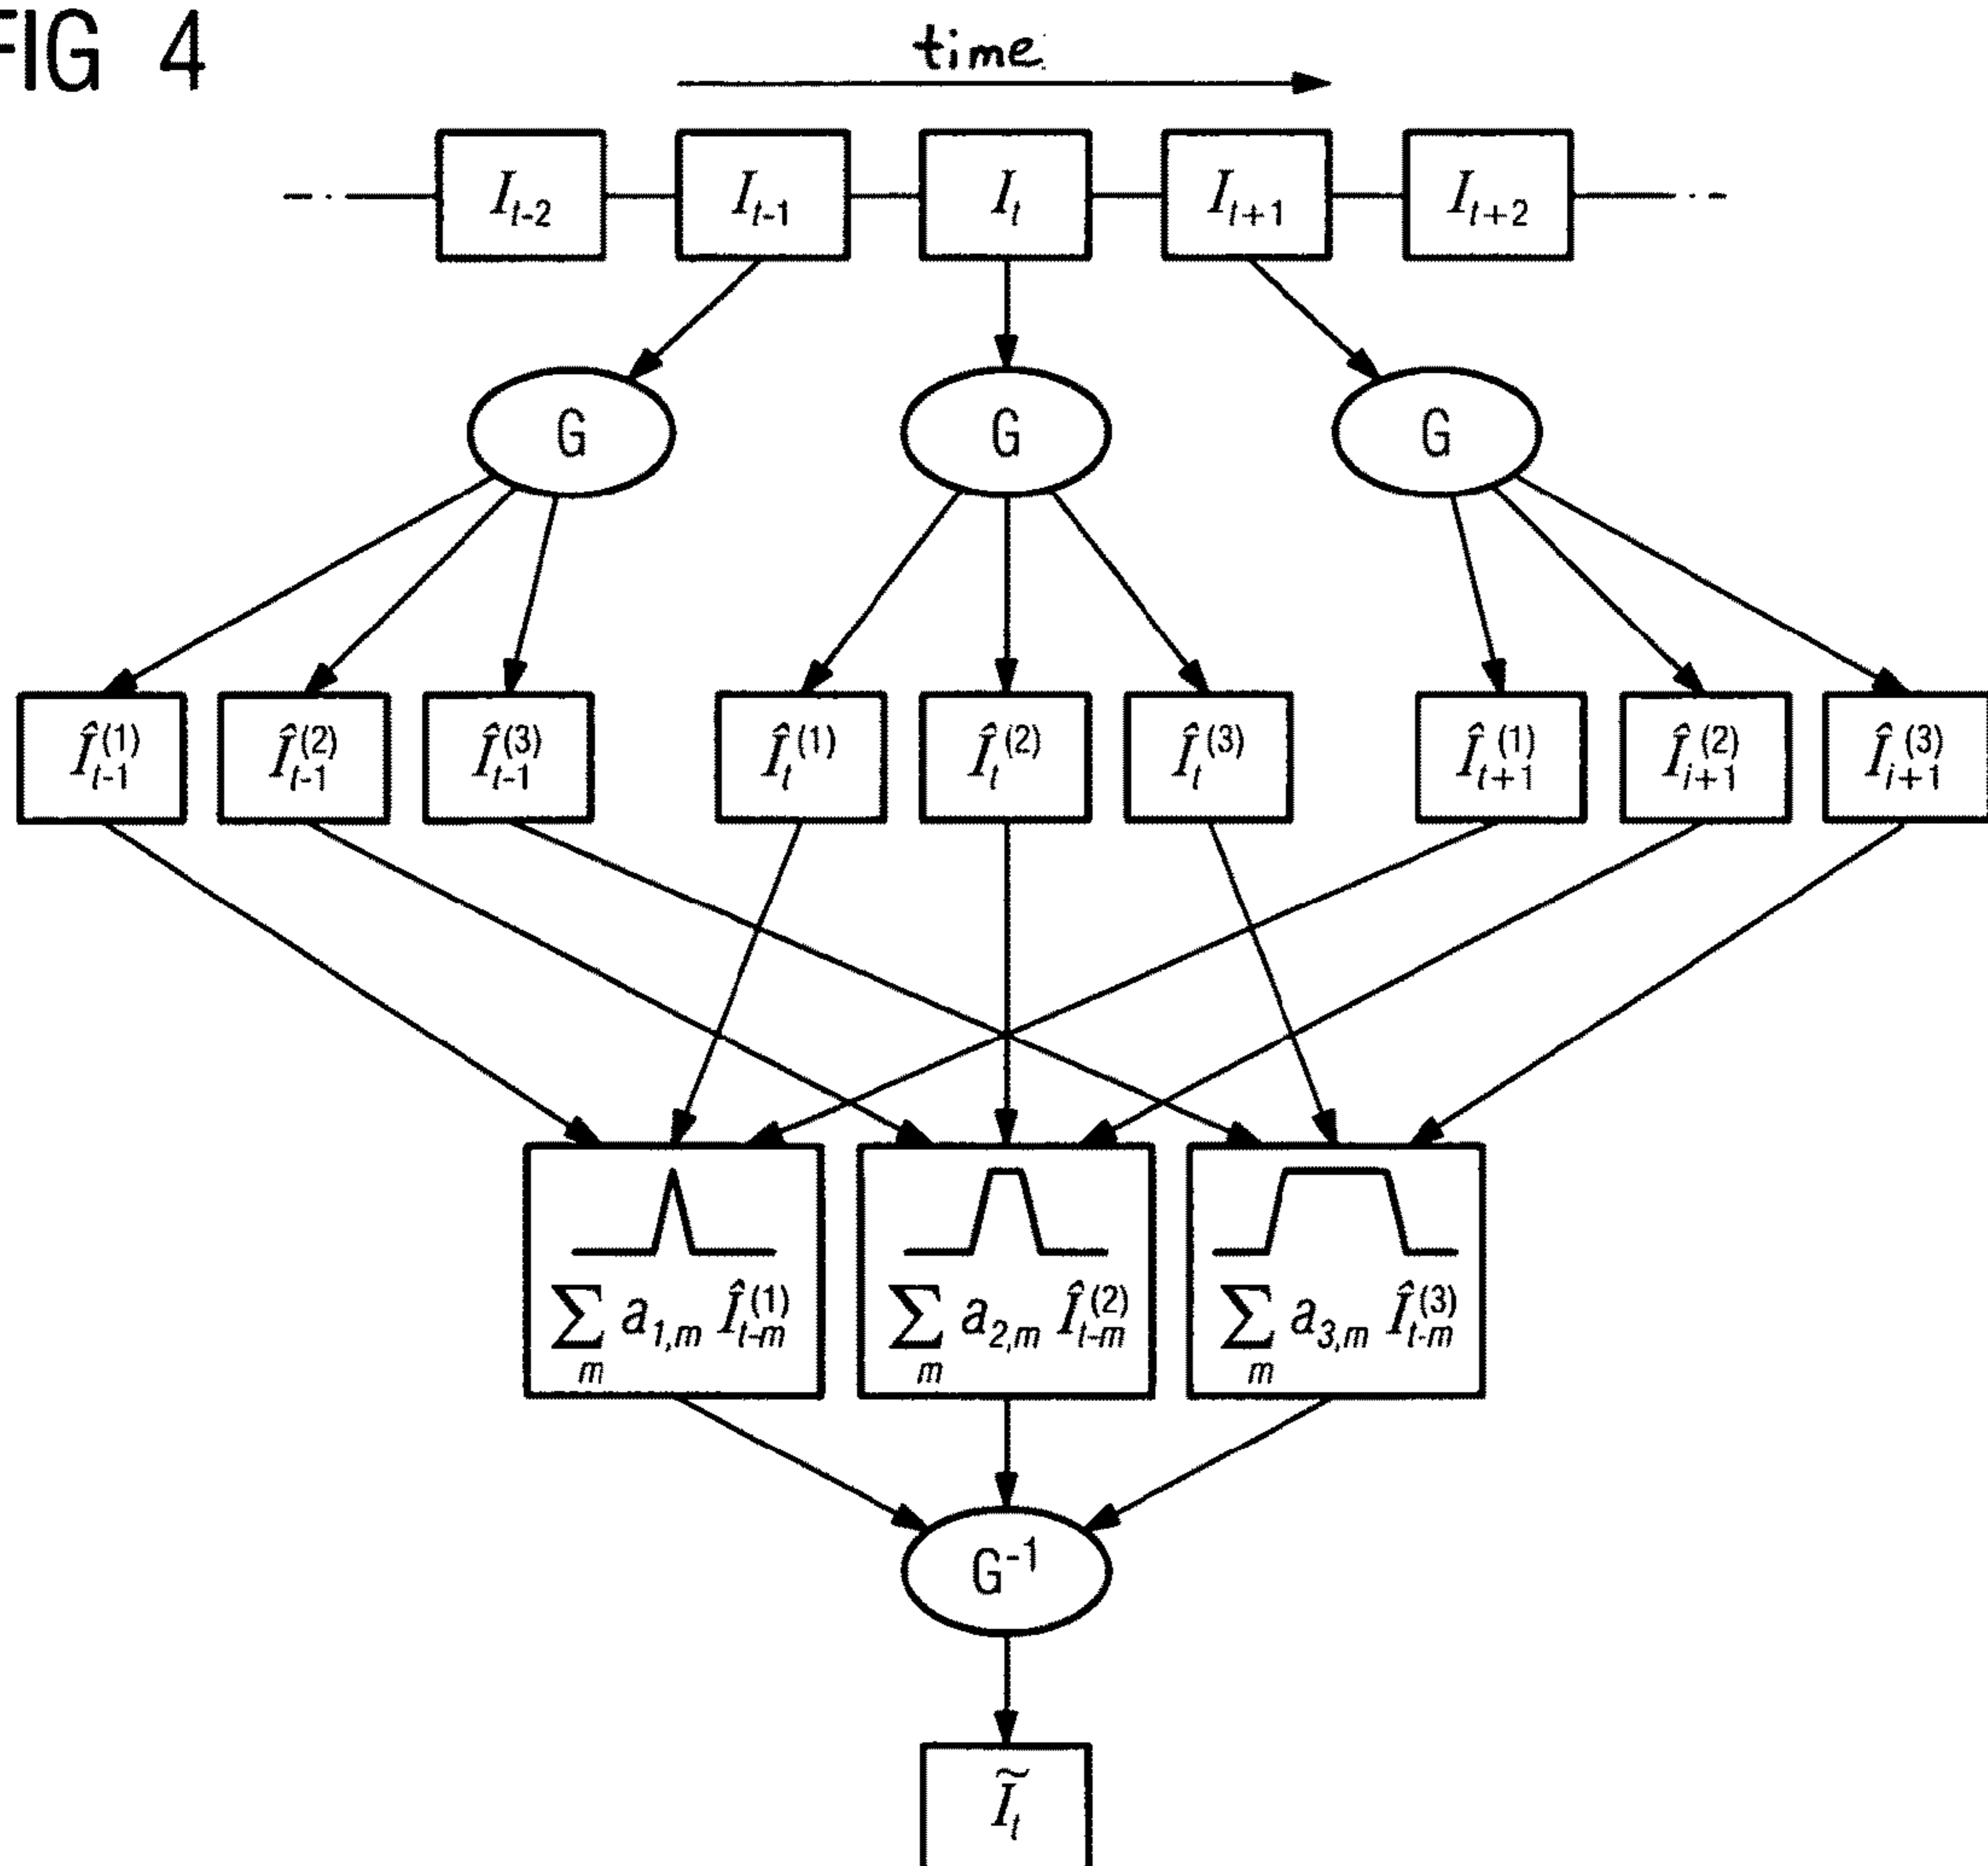 FIG 4
time
I_{t-2} I_{t-1} I_t I_{t+1} I_{t+2}
G G G
Î_{t-1}^{(1)} Î_{t-1}^{(2)} Î_{t-1}^{(3)} Î_t^{(1)} Î_t^{(2)} Î_t^{(3)} Î_{t+1}^{(1)} Î_{i+1}^{(2)} Î_{i+1}^{(3)}
∑_m a_{1,m} Î_{t-m}^{(1)} ∑_m a_{2,m} Î_{t-m}^{(2)} ∑_m a_{3,m} Î_{t-m}^{(3)}
G^{-1}
Ĩ_t